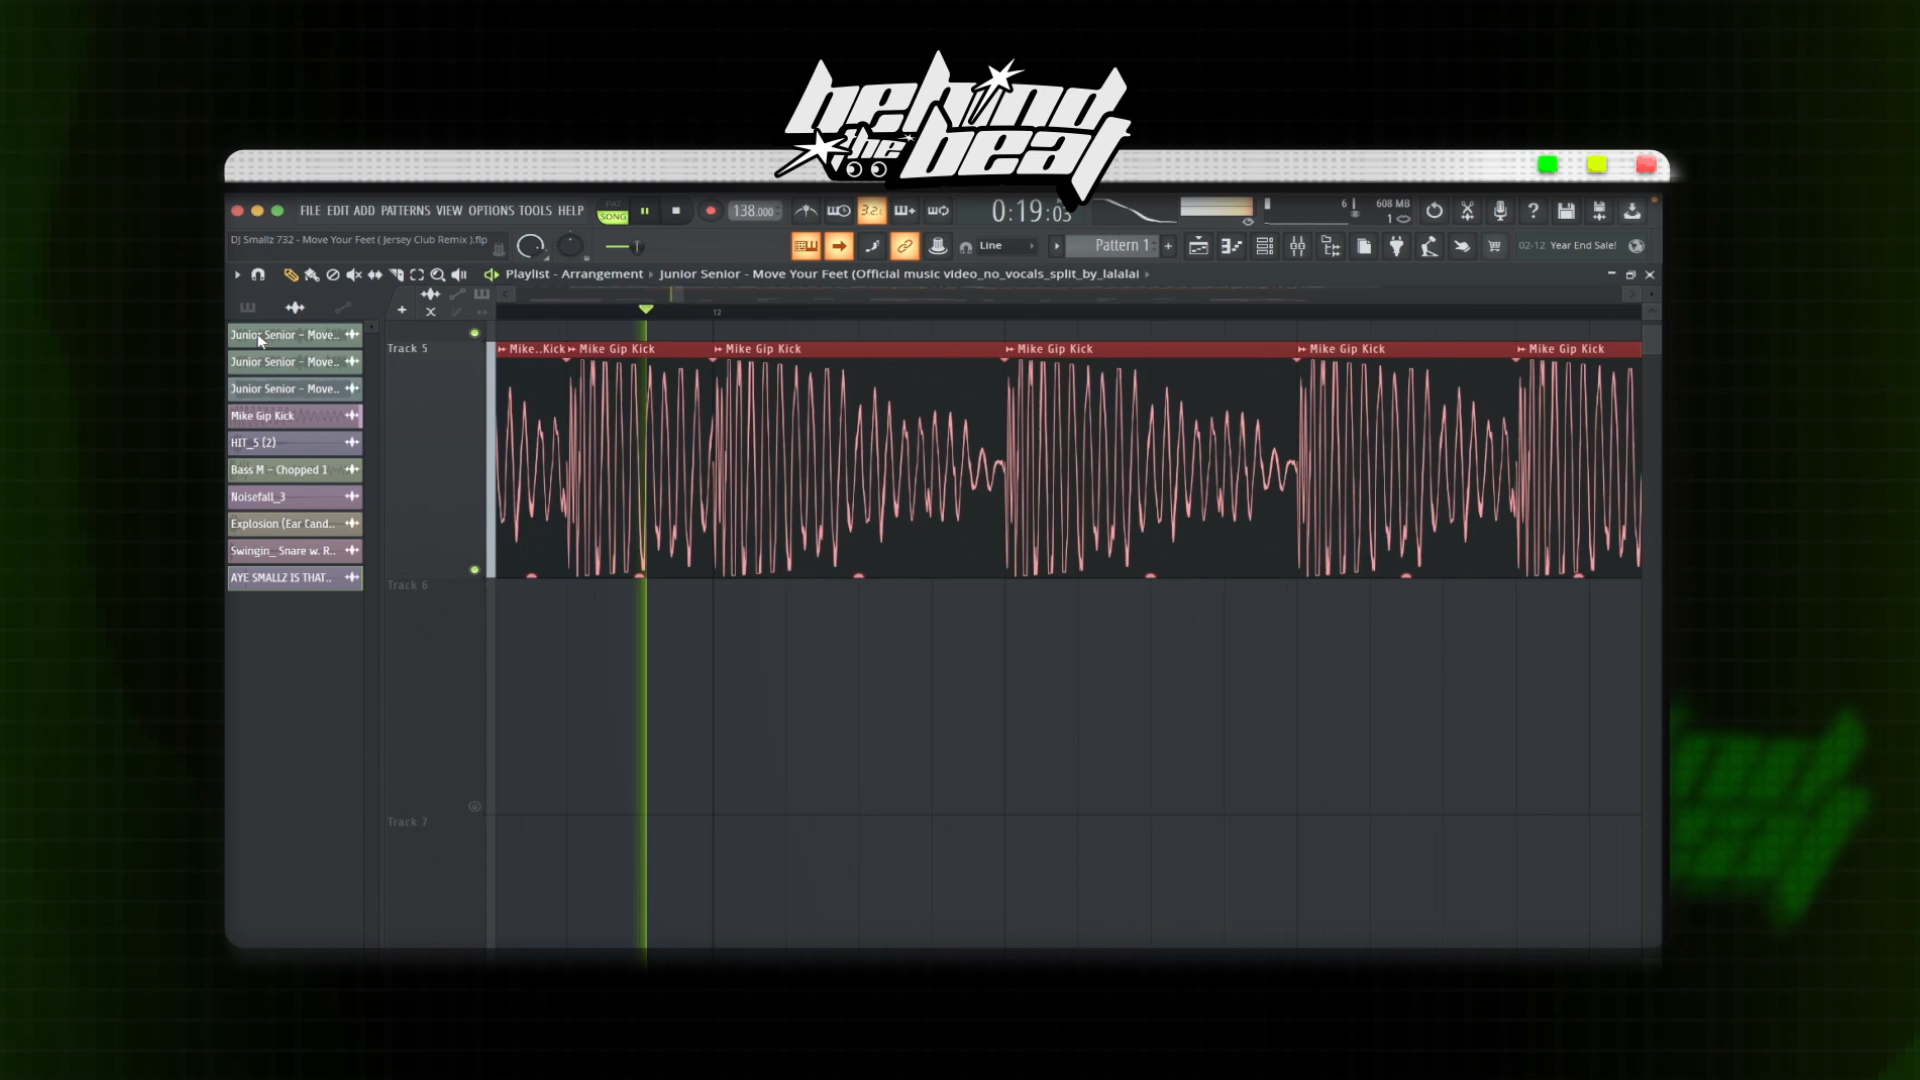 behind
the beat
FILE EDIT ADD PATTERNS VIEW OPTIONS TOOLS HELP
PAT
SONG
138.000
3.2.
0:19:03
6
608 MB
1
DJ Smallz 732 - Move Your Feet ( Jersey Club Remix ).flp
Line
Pattern 1
+
02-12 Year End Sale!
Playlist - Arrangement › Junior Senior - Move Your Feet (Official music video_no_vocals_split_by_lalalai ›
12
Junior Senior - Move..
Junior Senior - Move..
Junior Senior - Move..
Mike Gip Kick
HIT_5 (2)
Bass M - Chopped 1
Noisefall_3
Explosion (Ear Cand..
Swingin_ Snare w. R..
AYE SMALLZ IS THAT..
Track 5
Mike..Kick
Mike Gip Kick
Mike Gip Kick
Mike Gip Kick
Mike Gip Kick
Mike Gip Kick
Track 6
Track 7